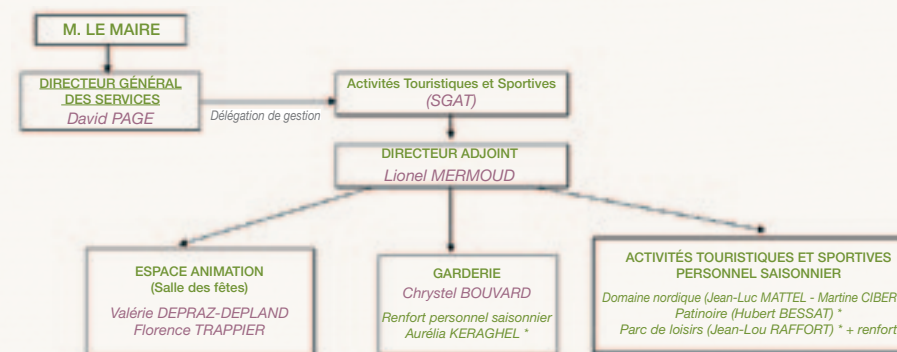 M. LE MAIRE
DIRECTEUR GÉNÉRAL
DES SERVICES
David PAGE
Délégation de gestion
Activités Touristiques et Sportives
(SGAT)
DIRECTEUR ADJOINT
Lionel MERMOUD
ESPACE ANIMATION
(Salle des fêtes)
Valérie DEPRAZ-DEPLAND
Florence TRAPPIER
GARDERIE
Chrystel BOUVARD
Renfort personnel saisonnier
Aurélia KERAGHEL *
ACTIVITÉS TOURISTIQUES ET SPORTIVES
PERSONNEL SAISONNIER
Domaine nordique (Jean-Luc MATTEL - Martine
Patinoire (Hubert BESSAT) *
Parc de loisirs (Jean-Lou RAFFORT) * + renfort